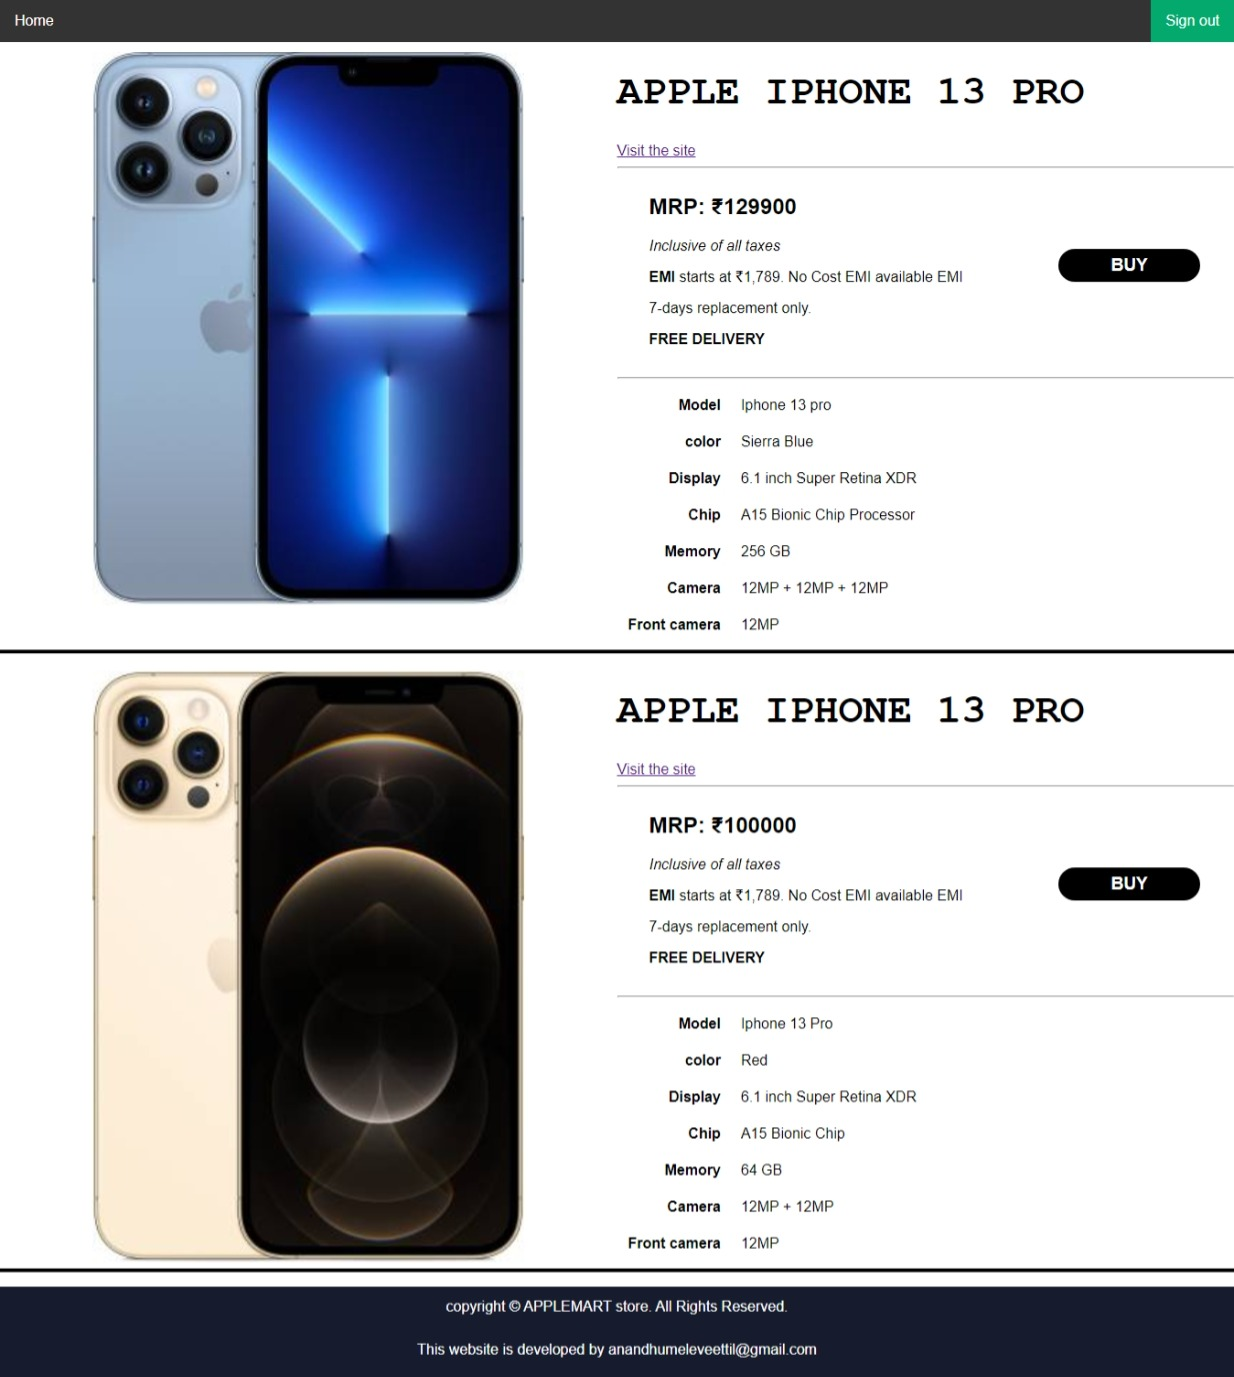 Home
Sign out
APPLE IPHONE 13 PRO
Visit the site
MRP: ₹129900
Inclusive of all taxes
EMI starts at ₹1,789. No Cost EMI available EMI
7-days replacement only.
FREE DELIVERY
BUY
Model Iphone 13 pro
color Sierra Blue
Display 6.1 inch Super Retina XDR
Chip A15 Bionic Chip Processor
Memory 256 GB
Camera 12MP + 12MP + 12MP
Front camera 12MP
APPLE IPHONE 13 PRO
Visit the site
MRP: ₹100000
Inclusive of all taxes
EMI starts at ₹1,789. No Cost EMI available EMI
7-days replacement only.
FREE DELIVERY
BUY
Model Iphone 13 Pro
color Red
Display 6.1 inch Super Retina XDR
Chip A15 Bionic Chip
Memory 64 GB
Camera 12MP + 12MP
Front camera 12MP
copyright © APPLEMART store. All Rights Reserved.
This website is developed by anandhumeleveettil@gmail.com